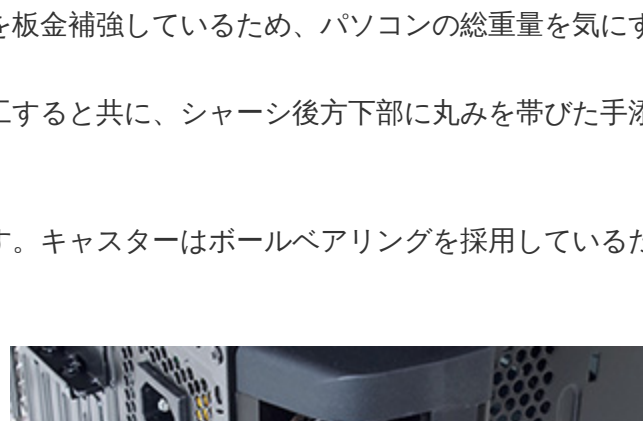 を板金補強しているため、パソコンの総重量を気にす
工すると共に、シャーシ後方下部に丸みを帯びた手添
す。キャスターはボールベアリングを採用しているた